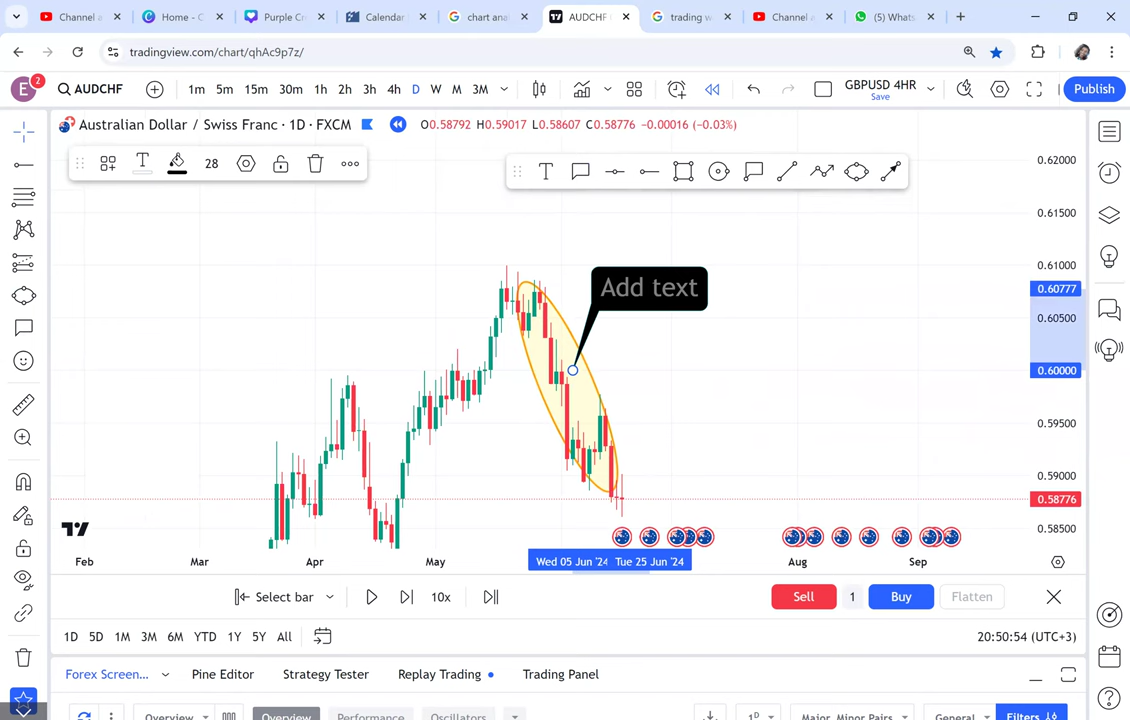 Channel a
Home - C
Purple Cr
Calendar
chart anal
AUDCHF
trading w
Channel a
(5) Whats
tradingview.com/chart/qhAc9p7z/
E 2 AUDCHF 1m 5m 15m 30m 1h 2h 3h 4h D W M 3M GBPUSD 4HR Save Publish
Australian Dollar / Swiss Franc · 1D · FXCM O0.58792 H0.59017 L0.58607 C0.58776 -0.00016 (-0.03%)
T 28
T
0.62000
0.61500
0.61000
0.60777
0.60500
0.60000
0.59500
0.59000
0.58776
0.58500
Add text
Feb Mar Apr May Wed 05 Jun '24 Tue 25 Jun '24 Aug Sep
Select bar 10x Sell 1 Buy Flatten
1D 5D 1M 3M 6M YTD 1Y 5Y All 20:50:54 (UTC+3)
Forex Screen... Pine Editor Strategy Tester Replay Trading Trading Panel
Overview Overview Performance Oscillators 1D Major, Minor Pairs General Filters